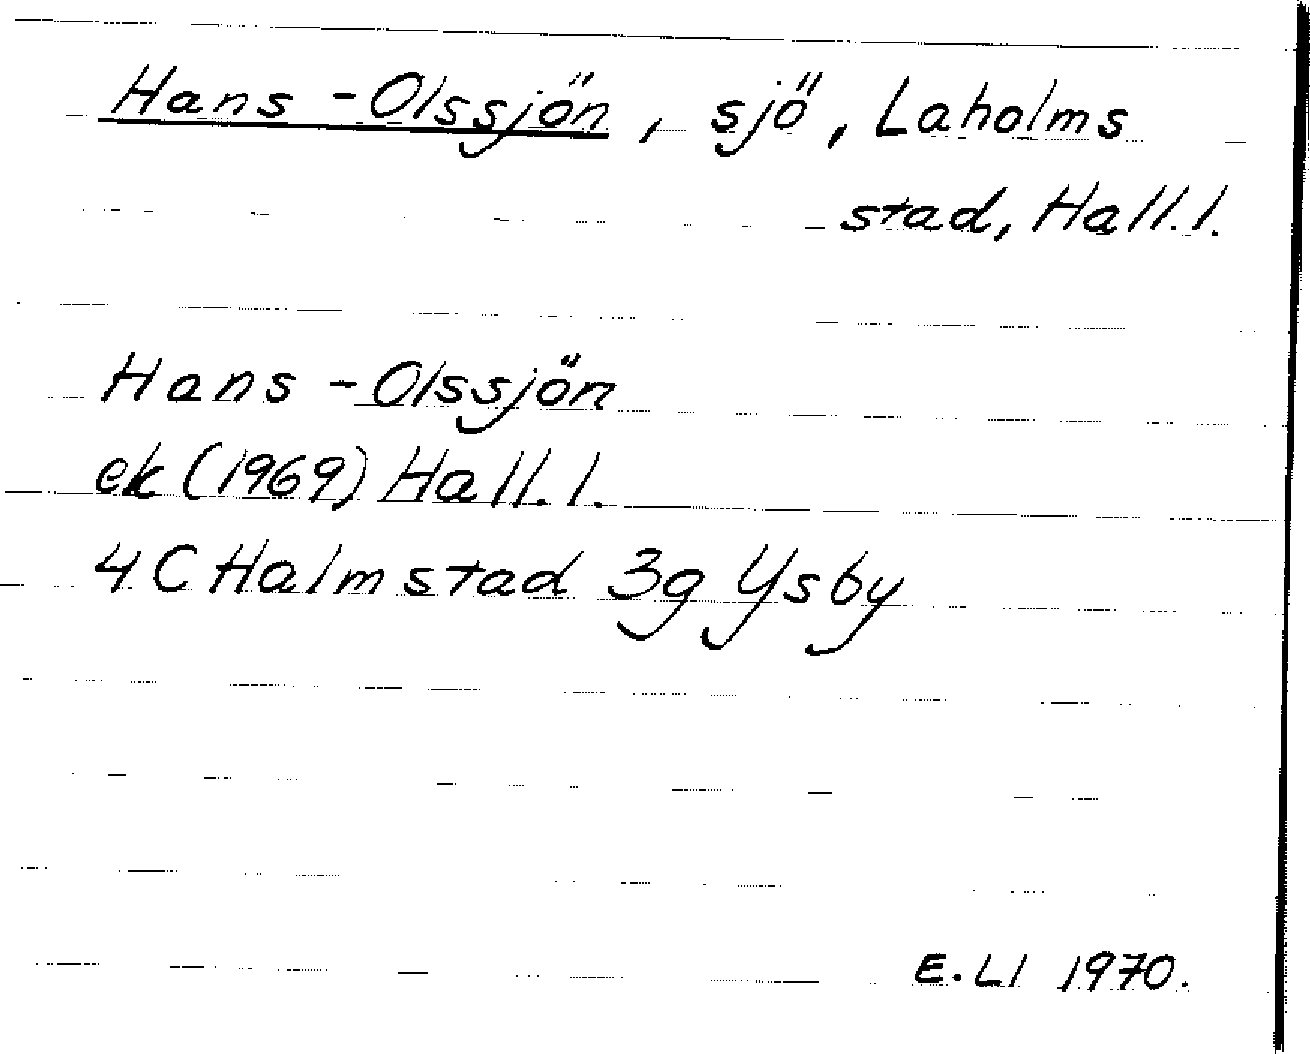 Hans-Olssjön, sjö, Laholms
stad, Hall.l.
Hans-Olssjön
ek (1969) Hall.l.
4C Halmstad 3g Ysby
E. Ll 1970.